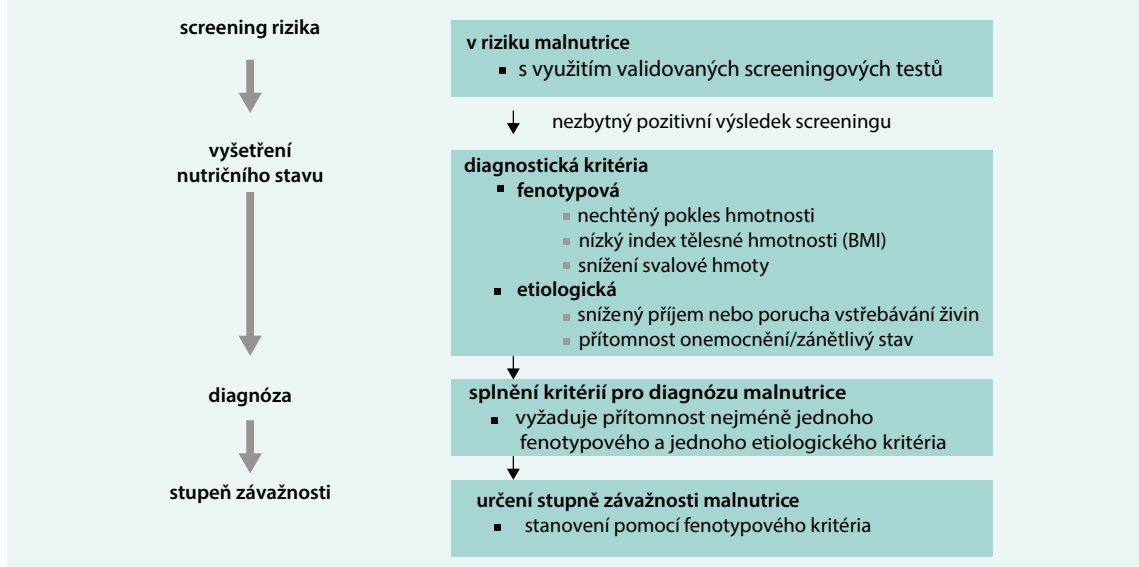 screening rizika
v riziku malnutrice
▪ s využitím validovaných screeningových testů
nezbytný pozitivní výsledek screeningu
vyšetření
nutričního stavu
diagnostická kritéria
▪ fenotypová
▪ nechtěný pokles hmotnosti
▪ nízký index tělesné hmotnosti (BMI)
▪ snížení svalové hmoty
▪ etiologická
▪ snížený příjem nebo porucha vstřebávání živin
▪ přítomnost onemocnění/zánětlivý stav
diagnóza
splnění kritérií pro diagnózu malnutrice
▪ vyžaduje přítomnost nejméně jednoho
fenotypového a jednoho etiologického kritéria
stupeň závažnosti
určení stupně závažnosti malnutrice
▪ stanovení pomocí fenotypového kritéria